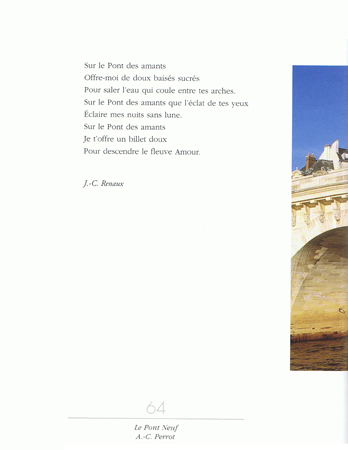 Sur le Pont des amants
Offre-moi de doux baisés sucrés
Pour saler l'eau qui coule entre tes arches.
Sur le Pont des amants que l'éclat de tes yeux
Éclaire mes nuits sans lune.
Sur le Pont des amants
Je t'offre un billet doux
Pour descendre le fleuve Amour.
J.-C. Renaux
64
Le Pont Neuf
A.-C. Perrot